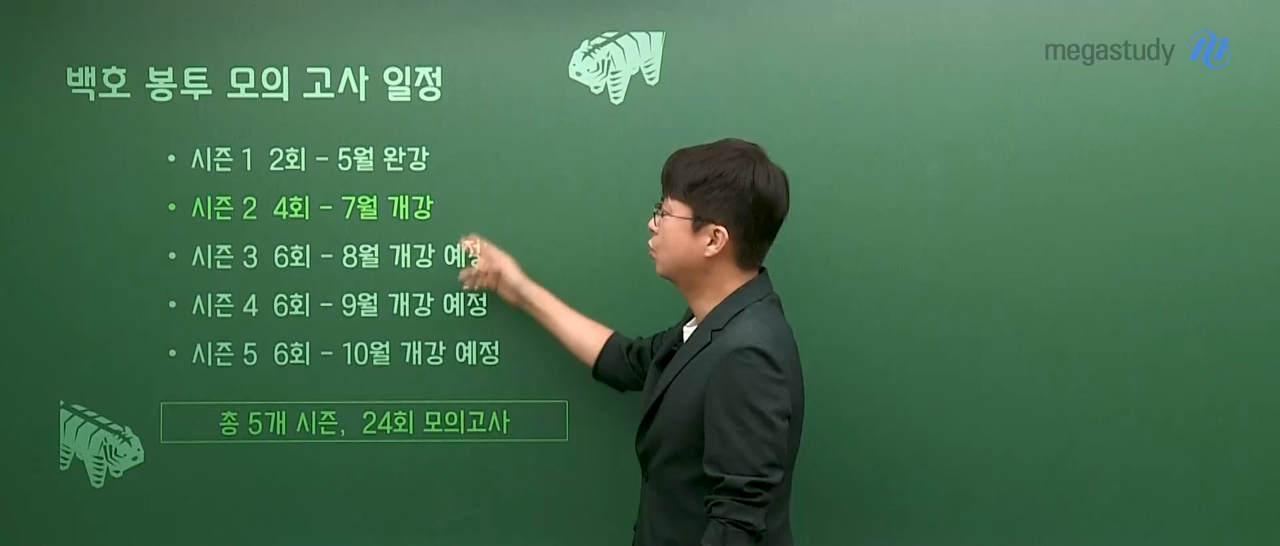 백호 봉투 모의 고사 일정
megastudy
• 시즌 1 2회 - 5월 완강
• 시즌 2 4회 - 7월 개강
• 시즌 3 6회 - 8월 개강 예정
• 시즌 4 6회 - 9월 개강 예정
• 시즌 5 6회 - 10월 개강 예정
총 5개 시즌, 24회 모의고사